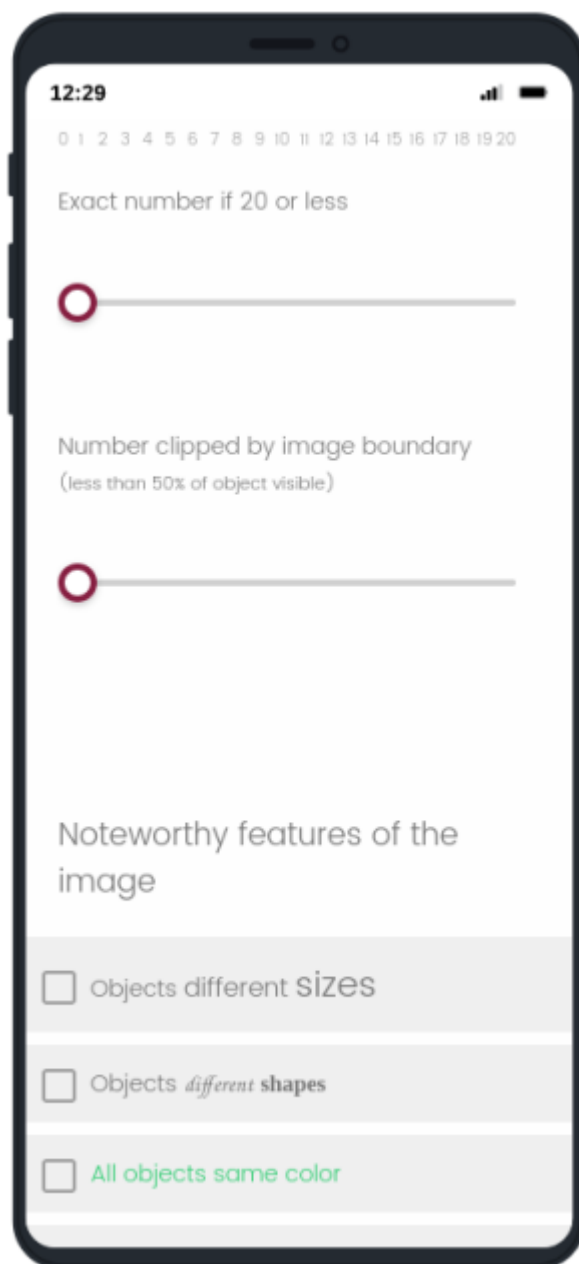 12:29
0 1 2 3 4 5 6 7 8 9 10 11 12 13 14 15 16 17 18 19 20
Exact number if 20 or less
Number clipped by image boundary
(less than 50% of object visible)
Noteworthy features of the
image
Objects different sizes
Objects different shapes
All objects same color